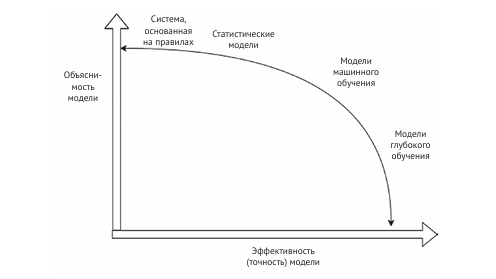 Система,
основанная
на правилах
Статистические
модели
Модели
машинного
обучения
Объясни-
мость
модели
Модели
глубокого
обучения
Эффективность
(точность) модели